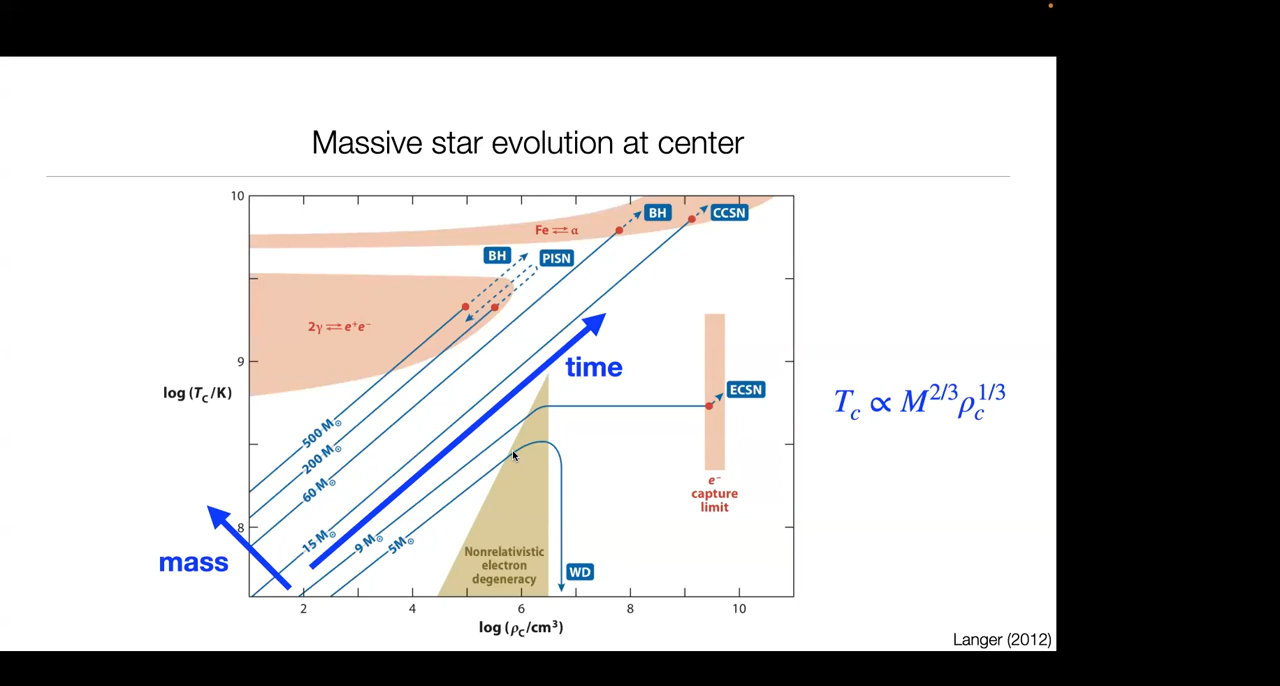 Massive star evolution at center
10
9
8
log (T_C/K)
BH
CCSN
Fe⇌α
BH
PISN
2γ⇌e⁺e⁻
time
ECSN
T_c ∝ M^{2/3}ρ_c^{1/3}
500 M☉
200 M☉
60 M☉
15 M☉
9 M☉
5M☉
e⁻
capture
limit
mass
Nonrelativistic
electron
degeneracy
WD
2
4
6
8
10
log (ρ_C/cm³)
Langer (2012)